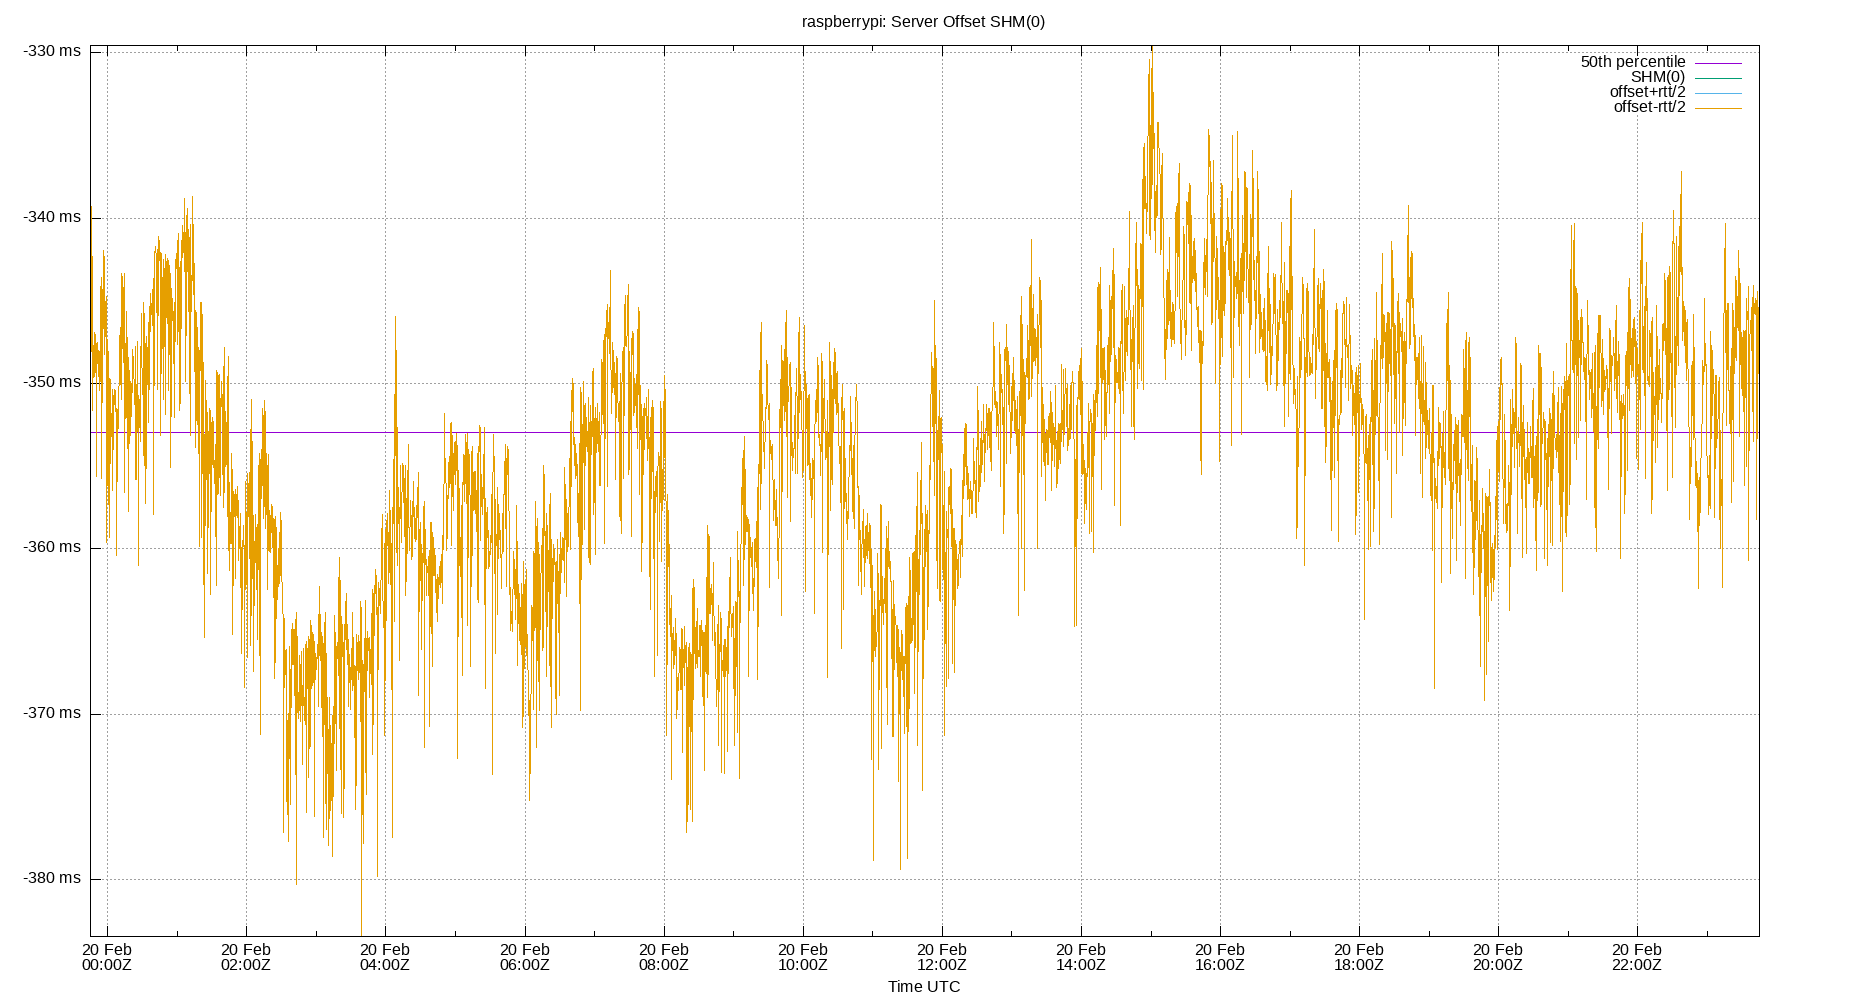 raspberrypi: Server Offset SHM(0)
-330 ms
-340 ms
-350 ms
-360 ms
-370 ms
-380 ms
50th percentile
SHM(0)
offset+rtt/2
offset-rtt/2
20 Feb 20 Feb 20 Feb 20 Feb 20 Feb 20 Feb 20 Feb 20 Feb 20 Feb 20 Feb 20 Feb 20 Feb
00:00Z 02:00Z 04:00Z 06:00Z 08:00Z 10:00Z 12:00Z 14:00Z 16:00Z 18:00Z 20:00Z 22:00Z
Time UTC